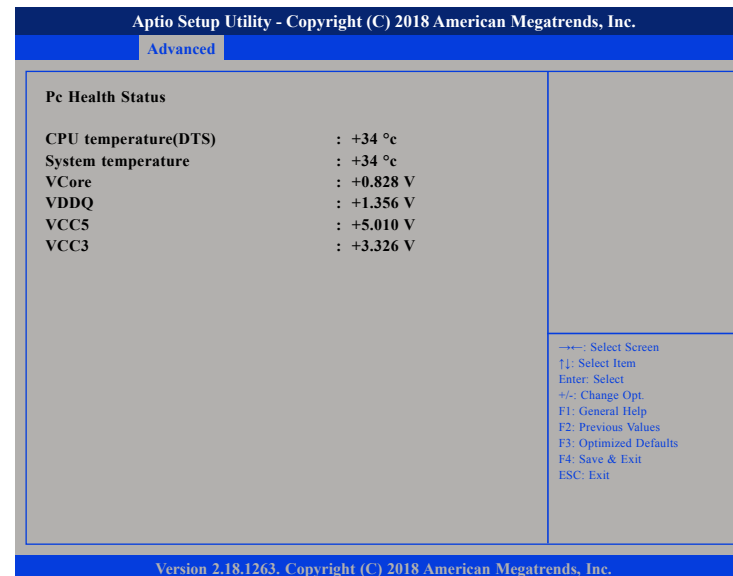 Aptio Setup Utility - Copyright (C) 2018 American Megatrends, Inc.
Advanced
Pc Health Status
CPU temperature(DTS) : +34 °c
System temperature : +34 °c
VCore : +0.828 V
VDDQ : +1.356 V
VCC5 : +5.010 V
VCC3 : +3.326 V
→←: Select Screen
↑↓: Select Item
Enter: Select
+/-: Change Opt.
F1: General Help
F2: Previous Values
F3: Optimized Defaults
F4: Save & Exit
ESC: Exit
Version 2.18.1263. Copyright (C) 2018 American Megatrends, Inc.